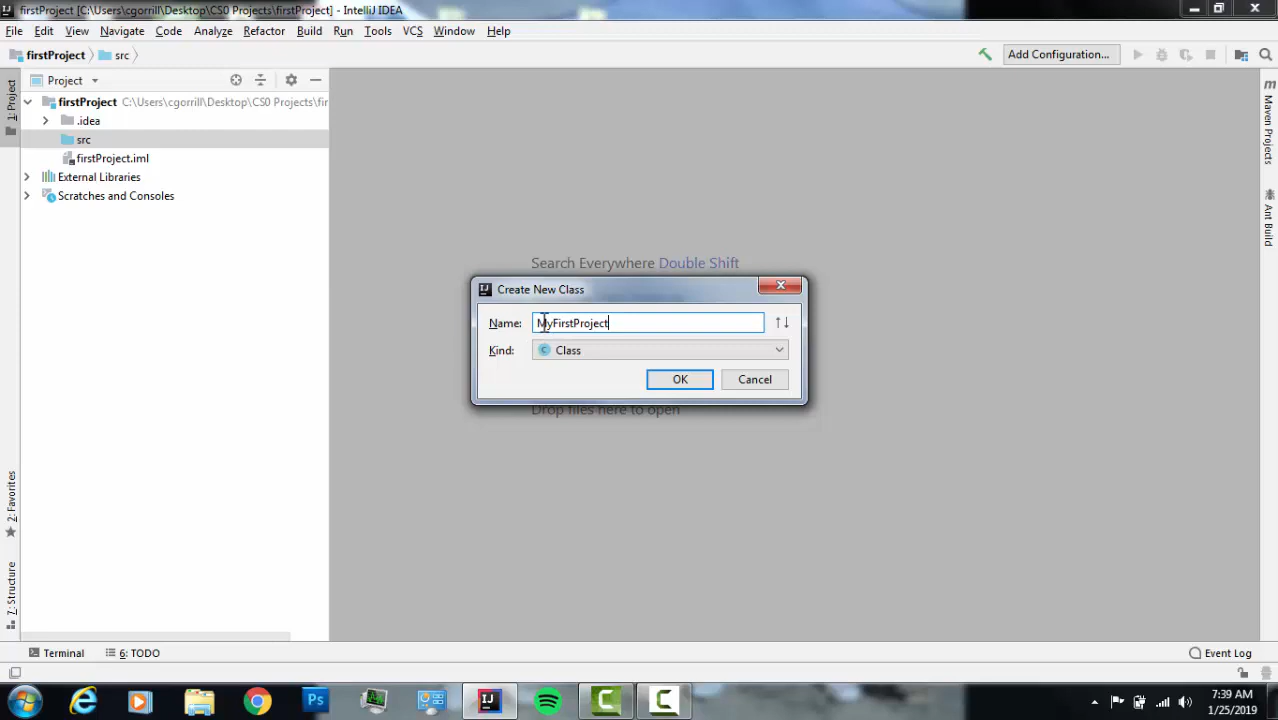 firstProject [C:\Users\cgorrill\Desktop\CS0 Projects\firstProject] - IntelliJ IDEA
File Edit View Navigate Code Analyze Refactor Build Run Tools VCS Window Help
firstProject src
Add Configuration...
Project
firstProject C:\Users\cgorrill\Desktop\CS0 Projects\fir
.idea
src
firstProject.iml
External Libraries
Scratches and Consoles
1: Project
2: Favorites
7: Structure
Search Everywhere Double Shift
Create New Class
Name: MyFirstProject
Kind: C Class
OK Cancel
Drop files here to open
m Maven Projects
Ant Build
Terminal 6: TODO Event Log
Ps
IJ
7:39 AM
1/25/2019